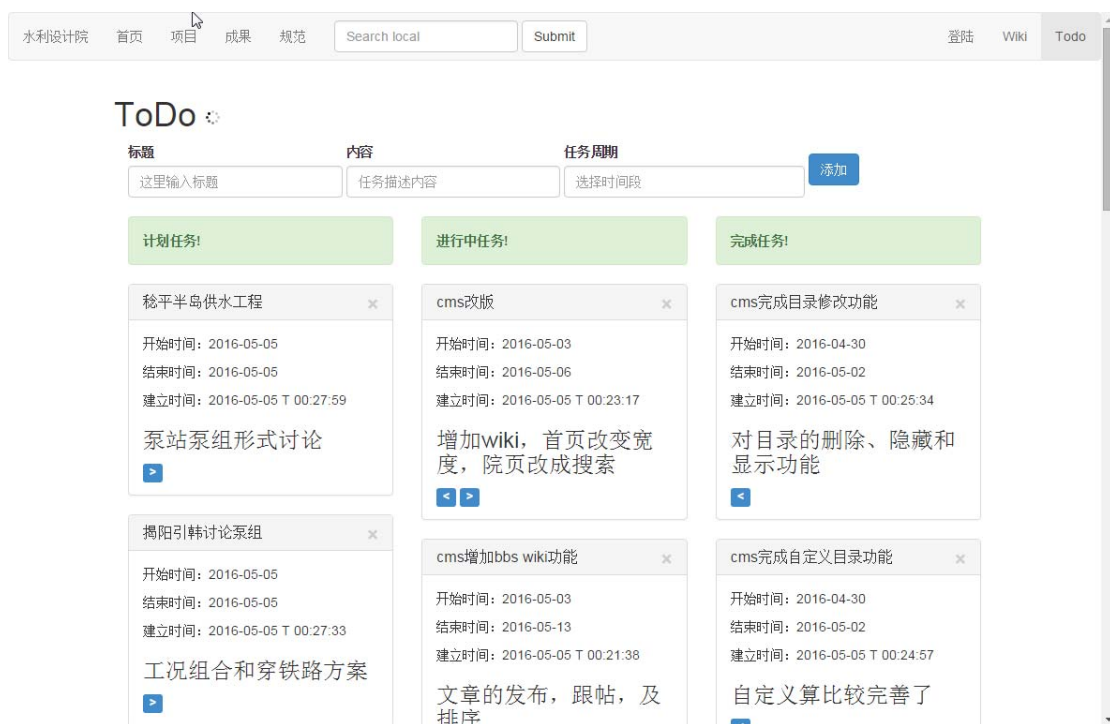 水利设计院 首页 项目 成果 规范 Search local Submit 登陆 Wiki Todo
ToDo
标题 内容 任务周期
这里输入标题 任务描述内容 选择时间段 添加
计划任务!
稔平半岛供水工程 ×
开始时间：2016-05-05
结束时间：2016-05-05
建立时间：2016-05-05 T 00:27:59
泵站泵组形式讨论
>
揭阳引韩讨论泵组 ×
开始时间：2016-05-05
结束时间：2016-05-05
建立时间：2016-05-05 T 00:27:33
工况组合和穿铁路方案
>
进行中任务!
cms改版 ×
开始时间：2016-05-03
结束时间：2016-05-06
建立时间：2016-05-05 T 00:23:17
增加wiki，首页改变宽
度，院页改成搜索
< >
cms增加bbs wiki功能 ×
开始时间：2016-05-03
结束时间：2016-05-13
建立时间：2016-05-05 T 00:21:38
文章的发布，跟帖，及
排序
完成任务!
cms完成目录修改功能 ×
开始时间：2016-04-30
结束时间：2016-05-02
建立时间：2016-05-05 T 00:25:34
对目录的删除、隐藏和
显示功能
<
cms完成自定义目录功能 ×
开始时间：2016-04-30
结束时间：2016-05-02
建立时间：2016-05-05 T 00:24:57
自定义算比较完善了